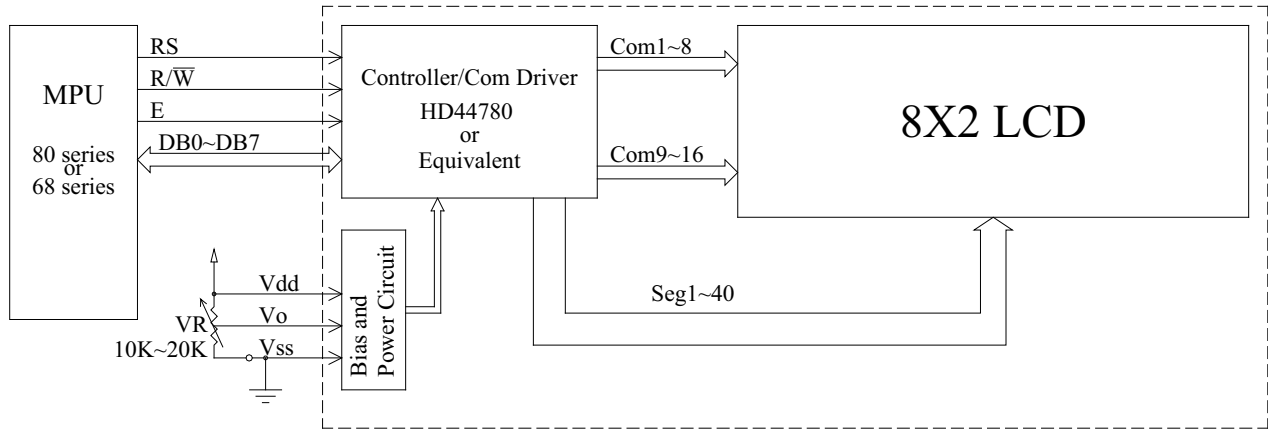 MPU
80 series
or
68 series
RS
R/W̅
E
DB0~DB7
Controller/Com Driver
HD44780
or
Equivalent
Com1~8
Com9~16
8X2 LCD
Seg1~40
Vdd
Vo
Vss
VR
10K~20K
Bias and
Power Circuit